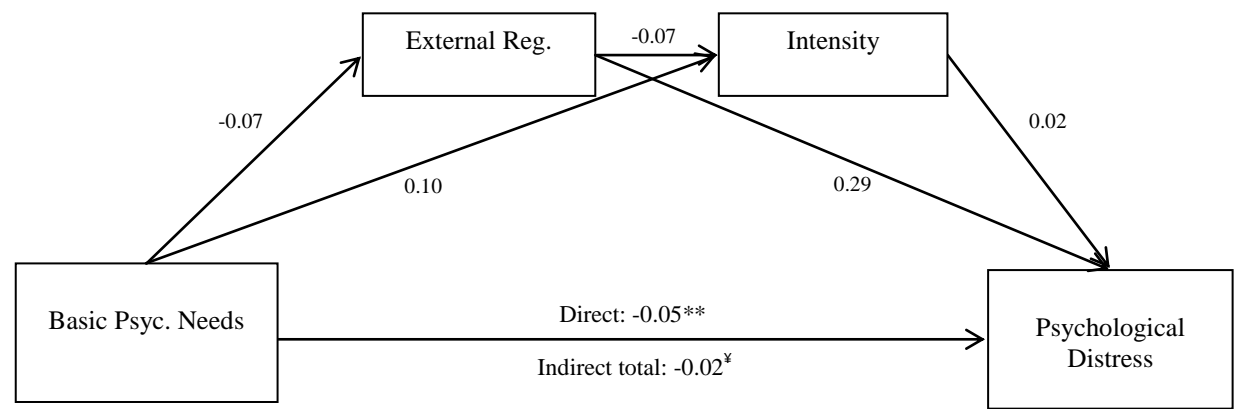 External Reg.
-0.07
Intensity
-0.07
0.02
0.10
0.29
Basic Psyc. Needs
Direct: -0.05**
Indirect total: -0.02¥
Psychological
Distress